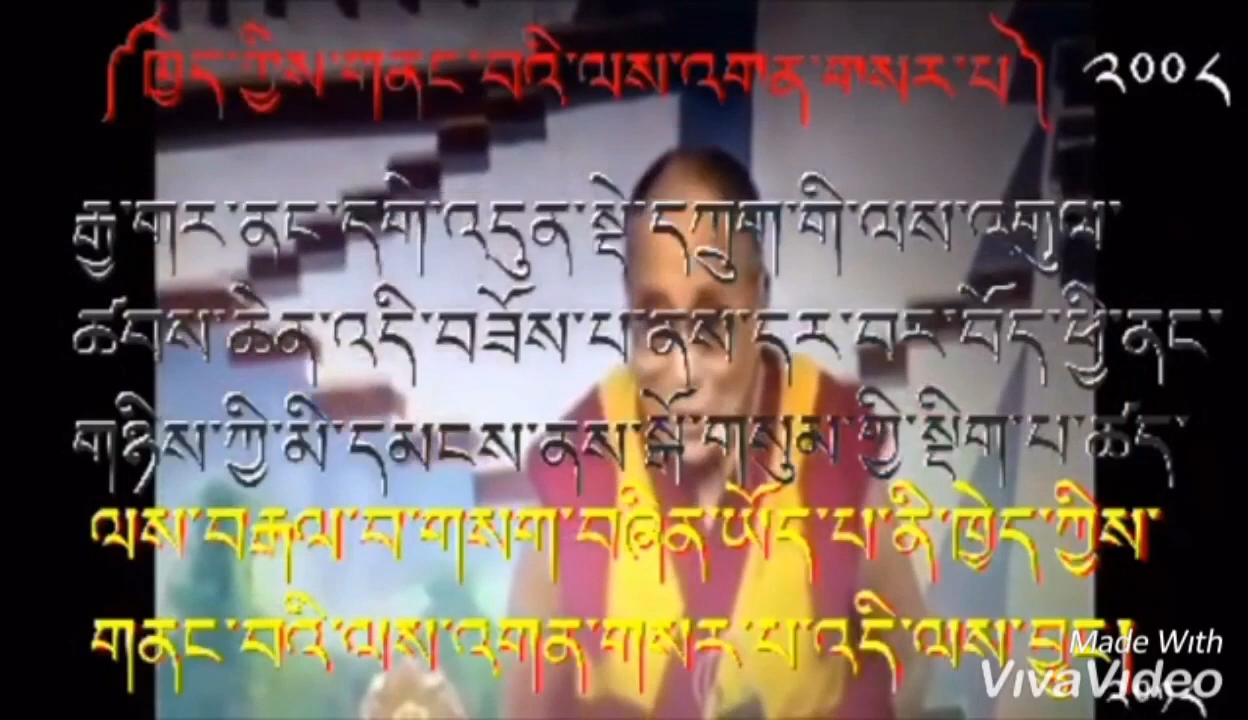 ༼ཁྱེད་ཀྱིས་གནང་བའི་ལས་འགན་གསར་པ༽ ༢༠༠༨
རྒྱ་གར་ནང་དགེ་འདུན་སྡེ་དཀྲུག་གི་ལས་འགུལ་
ཚབས་ཆེན་འདི་བཟོས་པ་ནས་དར་བར་བོད་ཕྱི་ནང་
གཉིས་ཀྱི་མི་དམངས་ནས་སྒོ་གསུམ་གྱི་སྡིག་པ་ཚད་
ལས་བརྒལ་བ་གསག་བཞིན་ཡོད་པ་ནི་ཁྱེད་ཀྱིས་
གནང་བའི་ལས་འགན་གསར་པ་འདི་ལས་བྱུང་།
Made With
VivaVideo